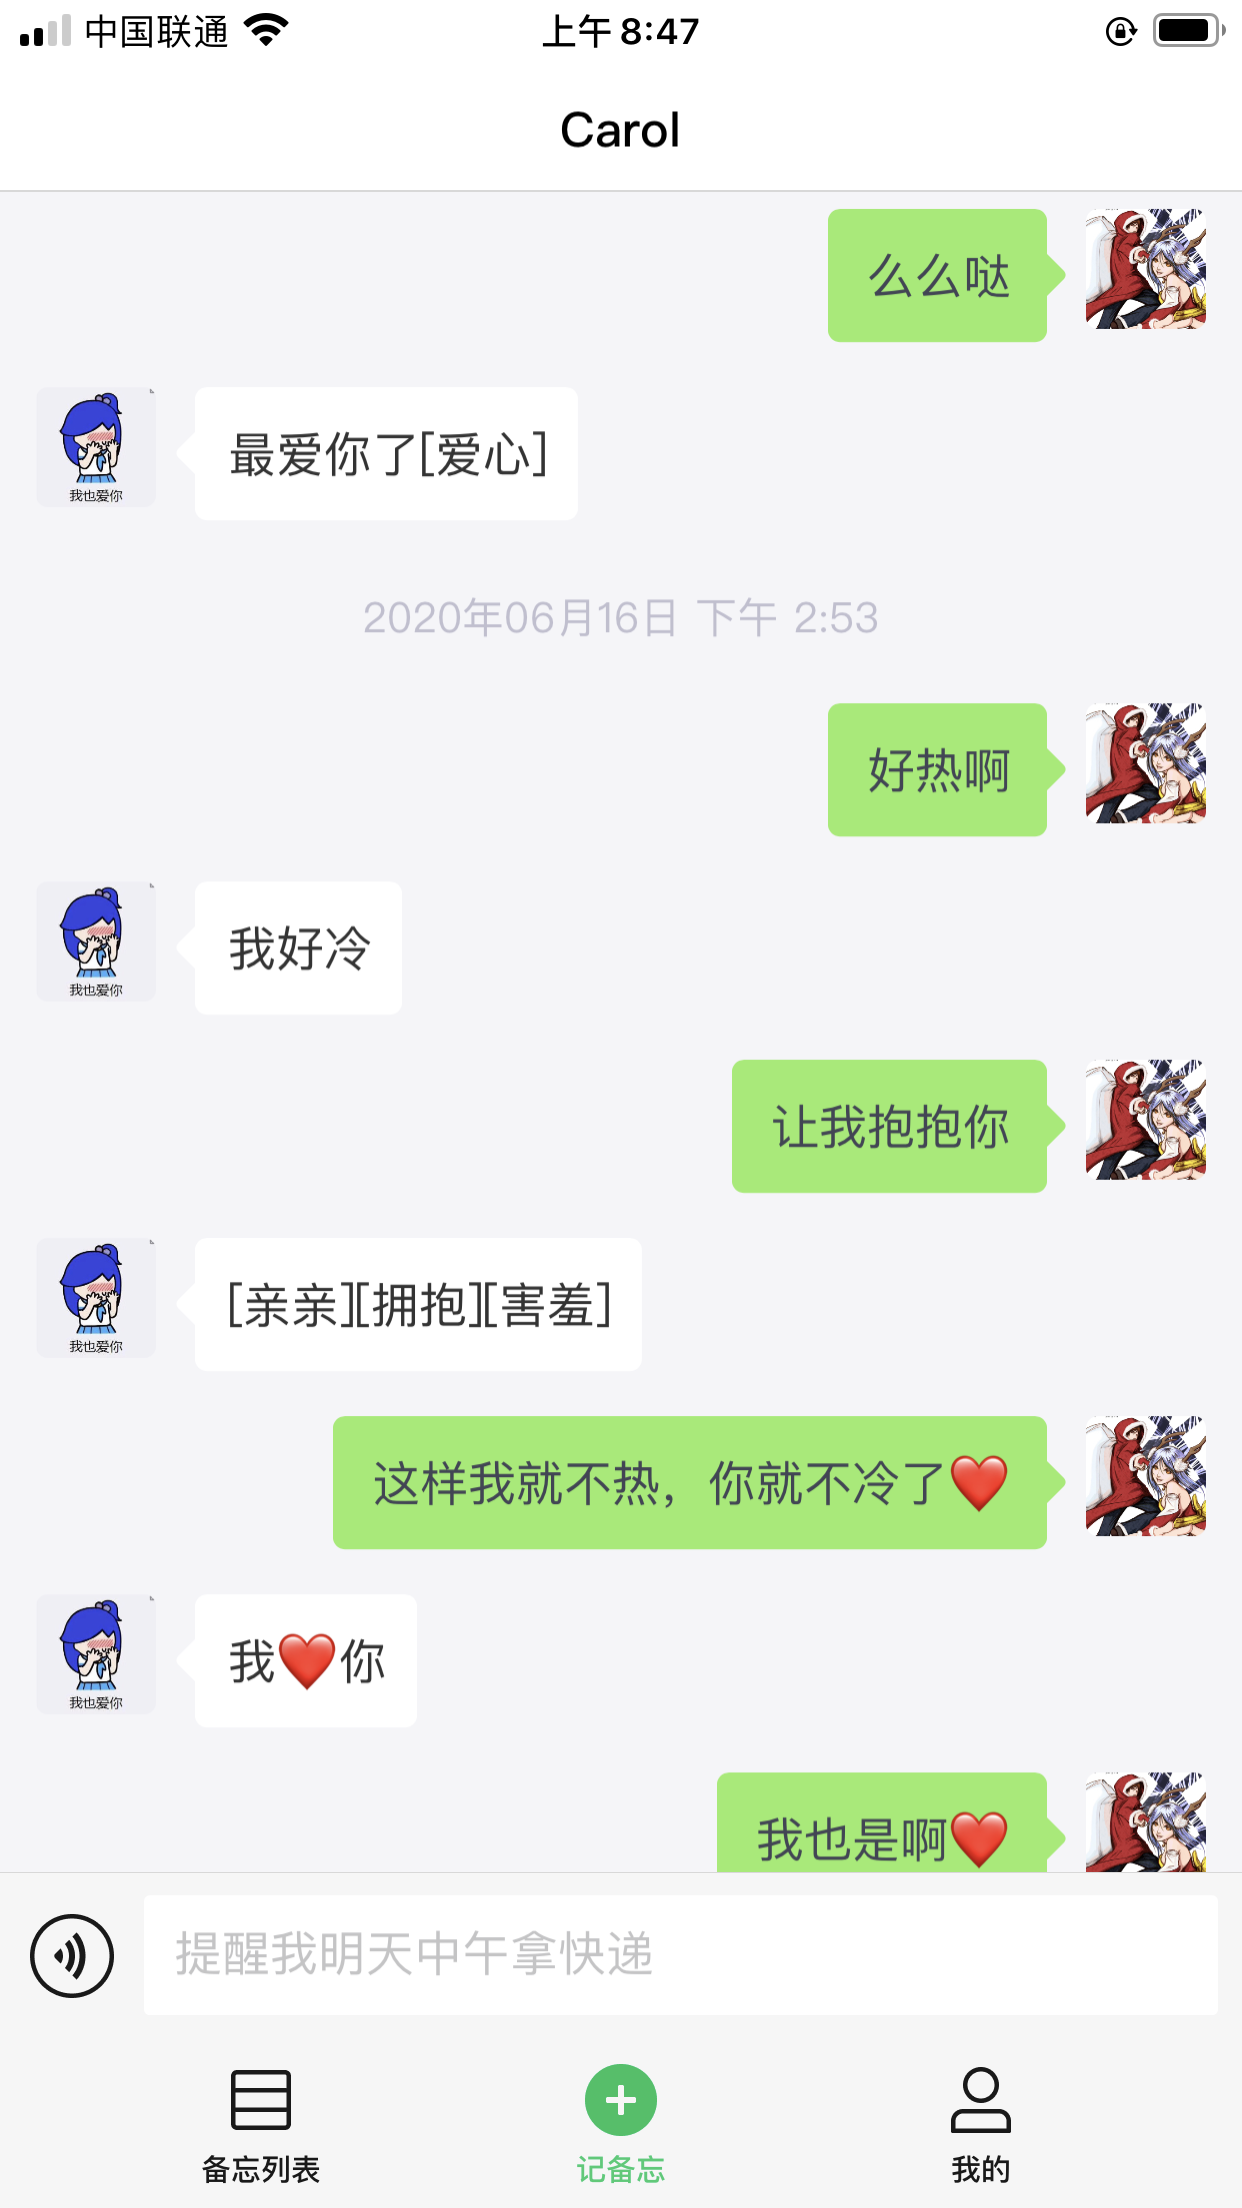 中国联通
上午 8:47
Carol
么么哒
最爱你了[爱心]
我也爱你
2020年06月16日 下午 2:53
好热啊
我好冷
我也爱你
让我抱抱你
[亲亲][拥抱][害羞]
我也爱你
这样我就不热，你就不冷了❤️
我❤️你
我也爱你
我也是啊❤️
提醒我明天中午拿快递
备忘列表
记备忘
我的